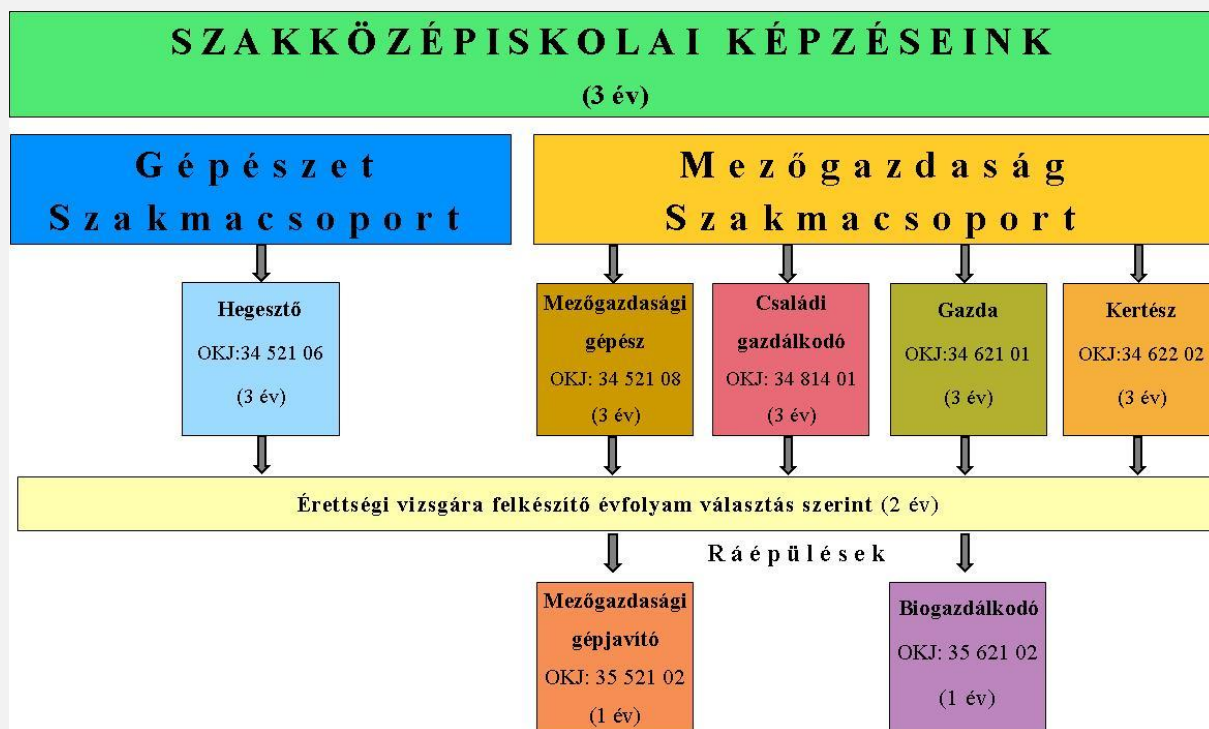 SZAKKÖZÉPISKOLAI KÉPZÉSEINK
(3 év)
Gépészet
Szakmacsoport
Mezőgazdaság
Szakmacsoport
Hegesztő
OKJ:34 521 06
(3 év)
Mezőgazdasági
gépész
OKJ: 34 521 08
(3 év)
Családi
gazdálkodó
OKJ: 34 814 01
(3 év)
Gazda
OKJ:34 621 01
(3 év)
Kertész
OKJ:34 622 02
(3 év)
Érettségi vizsgára felkészítő évfolyam választás szerint (2 év)
Ráépülések
Mezőgazdasági
gépjavító
OKJ: 35 521 02
(1 év)
Biogazdálkodó
OKJ: 35 621 02
(1 év)